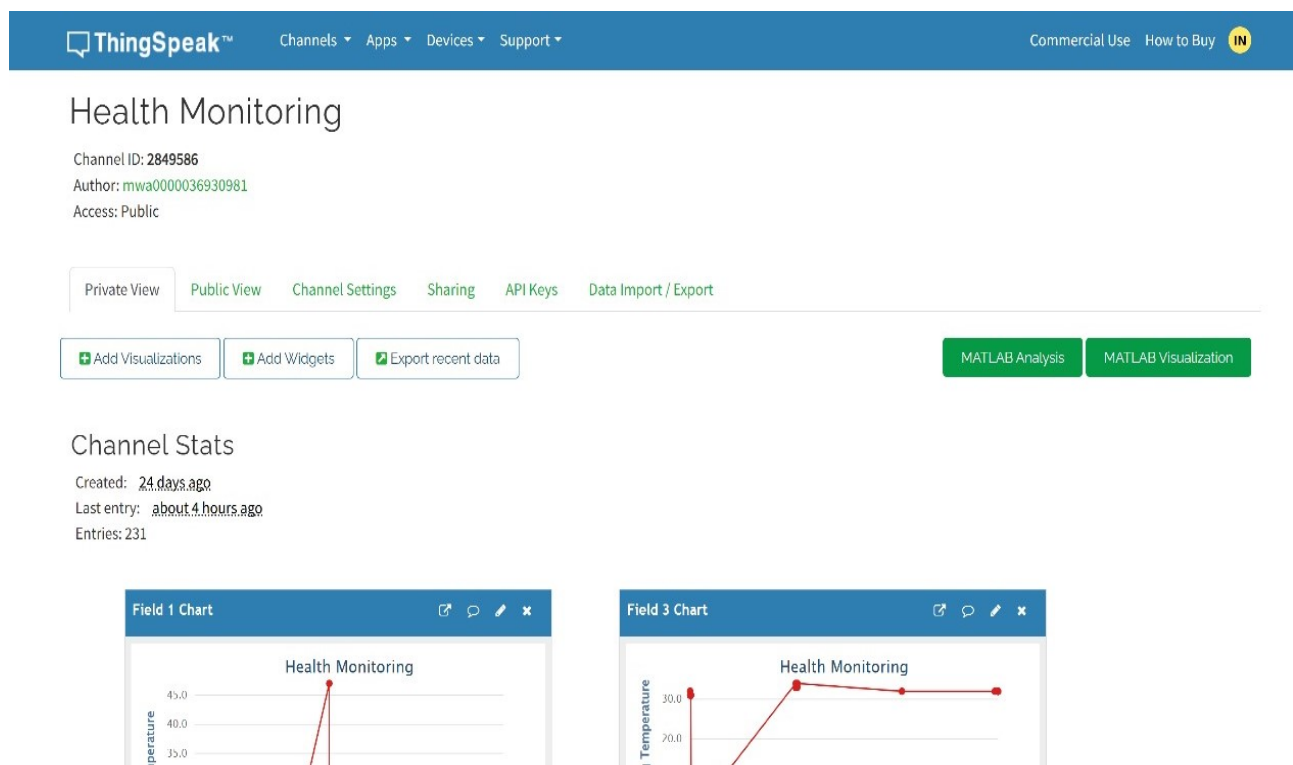 ThingSpeak™ Channels Apps Devices Support Commercial Use How to Buy IN
Health Monitoring
Channel ID: 2849586
Author: mwa0000036930981
Access: Public
Private View Public View Channel Settings Sharing API Keys Data Import / Export
Add Visualizations Add Widgets Export recent data MATLAB Analysis MATLAB Visualization
Channel Stats
Created: 24 days ago
Last entry: about 4 hours ago
Entries: 231
Field 1 Chart
Health Monitoring
45.0
40.0
35.0
Field 3 Chart
Health Monitoring
Temperature
30.0
20.0